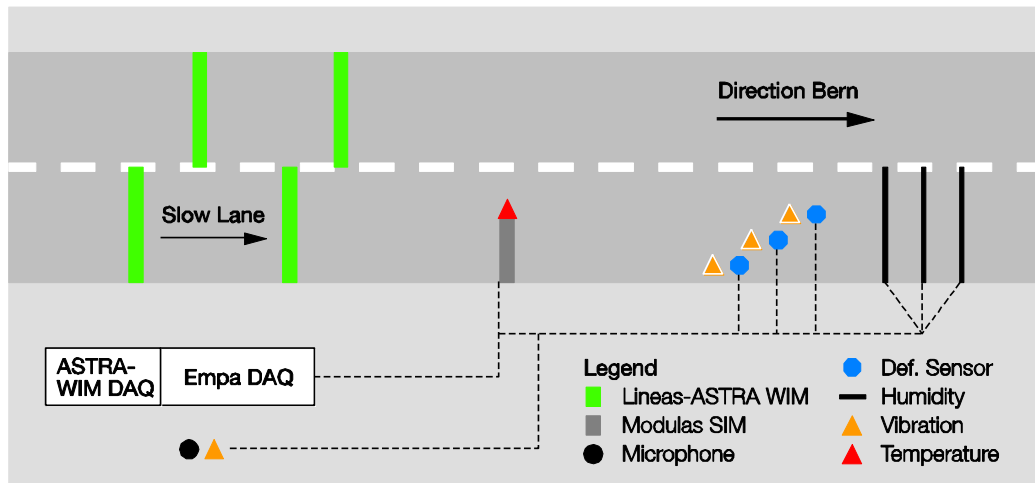 Direction Bern
Slow Lane
ASTRA-
WIM DAQ
Empa DAQ
Legend
Lineas-ASTRA WIM
Modulas SIM
Microphone
Def. Sensor
Humidity
Vibration
Temperature